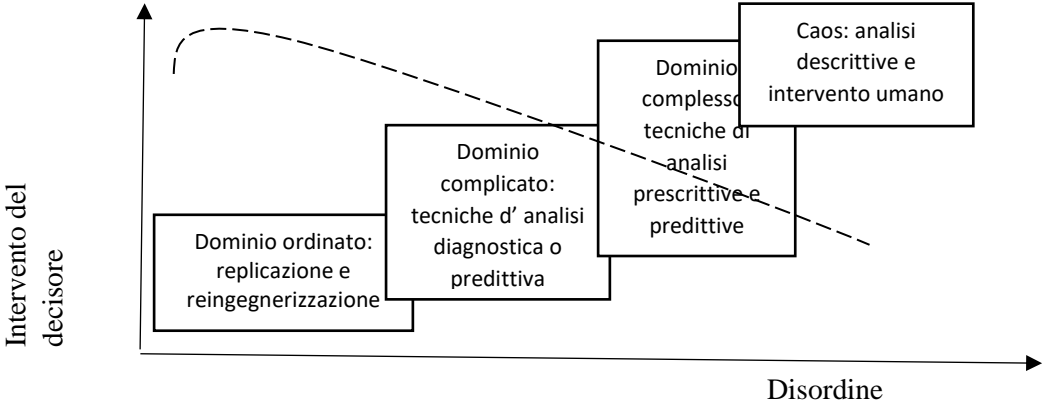 Intervento del
decisore
Dominio ordinato:
replicazione e
reingegnerizzazione
Dominio
complicato:
tecniche d’ analisi
diagnostica o
predittiva
Dominio
complesso
tecniche di
analisi
prescrittive e
predittive
Caos: analisi
descrittive e
intervento umano
Disordine